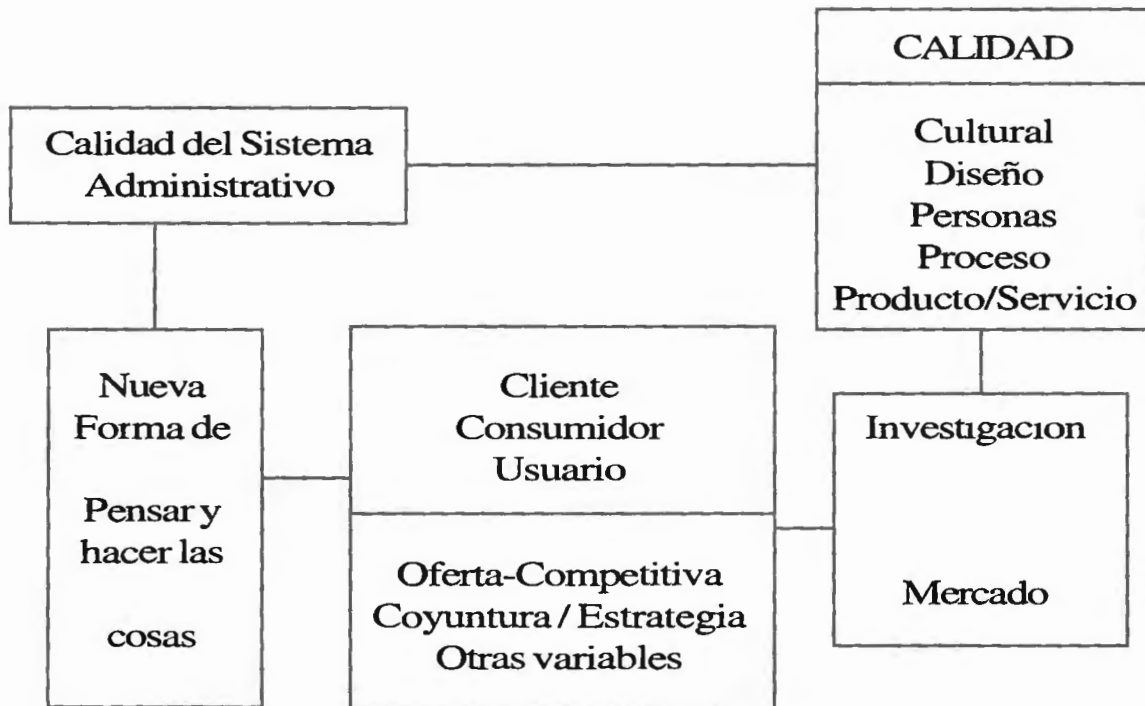 CALIDAD
Cultural
Diseño
Personas
Proceso
Producto/Servicio
Calidad del Sistema
Administrativo
Nueva
Forma de
Pensar y
hacer las
cosas
Cliente
Consumidor
Usuario
Oferta-Competitiva
Coyuntura / Estrategia
Otras variables
Investigacion
Mercado